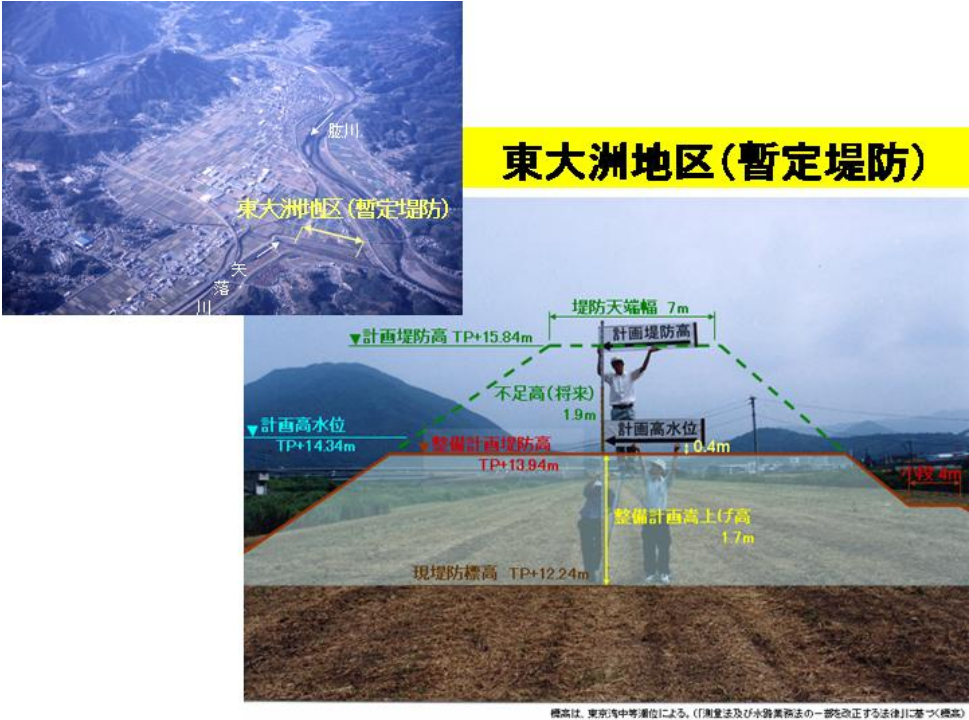 肱川
東大洲地区(暫定堤防)
矢
落
川
東大洲地区(暫定堤防)
堤防天端幅 7m
▼計画堤防高 TP+15.84m
計画堤防高
不足高(将来)
1.9m
▼計画高水位
TP+14.34m
計画高水位
▼整備計画堤防高
TP+13.94m
0.4m
小段 4m
整備計画嵩上げ高
1.7m
現堤防標高 TP+12.24m
標高は、東京湾中等潮位による。(「測量法及び水路業務法の一部を改正する法律」に基づく標高)